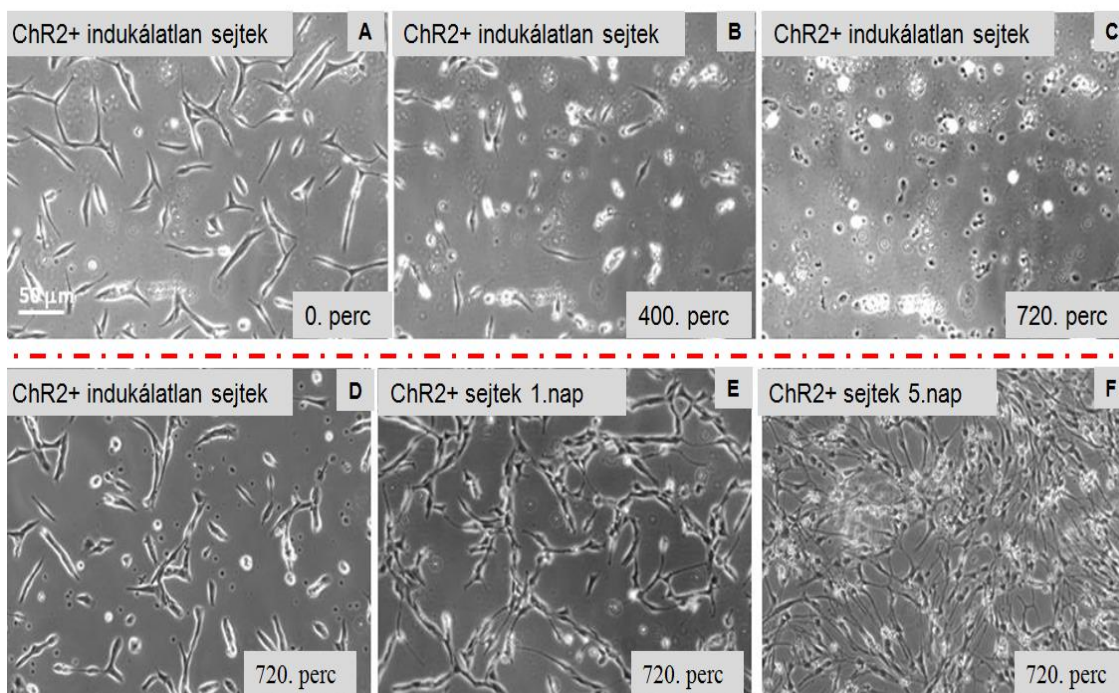 ChR2+ indukálatlan sejtek A
ChR2+ indukálatlan sejtek B
ChR2+ indukálatlan sejtek C
50 µm
0. perc
400. perc
720. perc
ChR2+ indukálatlan sejtek D
ChR2+ sejtek 1.nap E
ChR2+ sejtek 5.nap F
720. perc
720. perc
720. perc